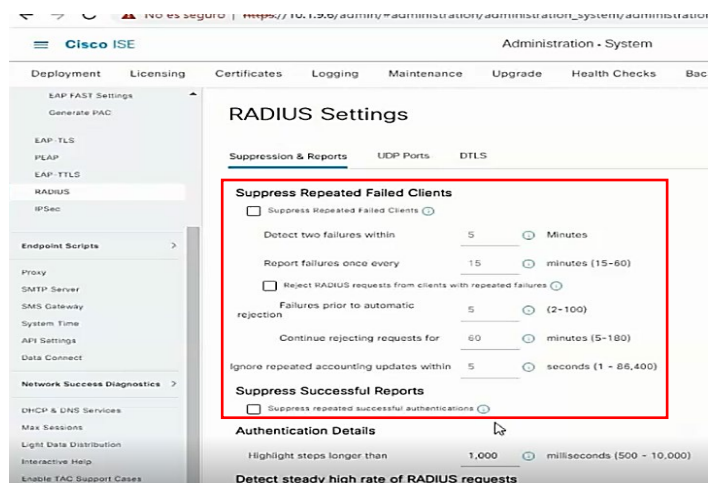 No es seguro | https://10.1.9.6/admin/#administration/administration_system/administration
Cisco ISE
Administration · System
Deployment Licensing Certificates Logging Maintenance Upgrade Health Checks Bac
EAP FAST Settings
Generate PAC
EAP-TLS
PEAP
EAP-TTLS
RADIUS
IPSec
Endpoint Scripts >
Proxy
SMTP Server
SMS Gateway
System Time
API Settings
Data Connect
Network Success Diagnostics >
DHCP & DNS Services
Max Sessions
Light Data Distribution
Interactive Help
Enable TAC Support Cases
RADIUS Settings
Suppression & Reports UDP Ports DTLS
Suppress Repeated Failed Clients
Suppress Repeated Failed Clients
Detect two failures within 5 Minutes
Report failures once every 15 minutes (15-60)
Reject RADIUS requests from clients with repeated failures
Failures prior to automatic
rejection 5 (2-100)
Continue rejecting requests for 60 minutes (5-180)
Ignore repeated accounting updates within 5 seconds (1 - 86,400)
Suppress Successful Reports
Suppress repeated successful authentications
Authentication Details
Highlight steps longer than 1,000 milliseconds (500 - 10,000)
Detect steady high rate of RADIUS requests